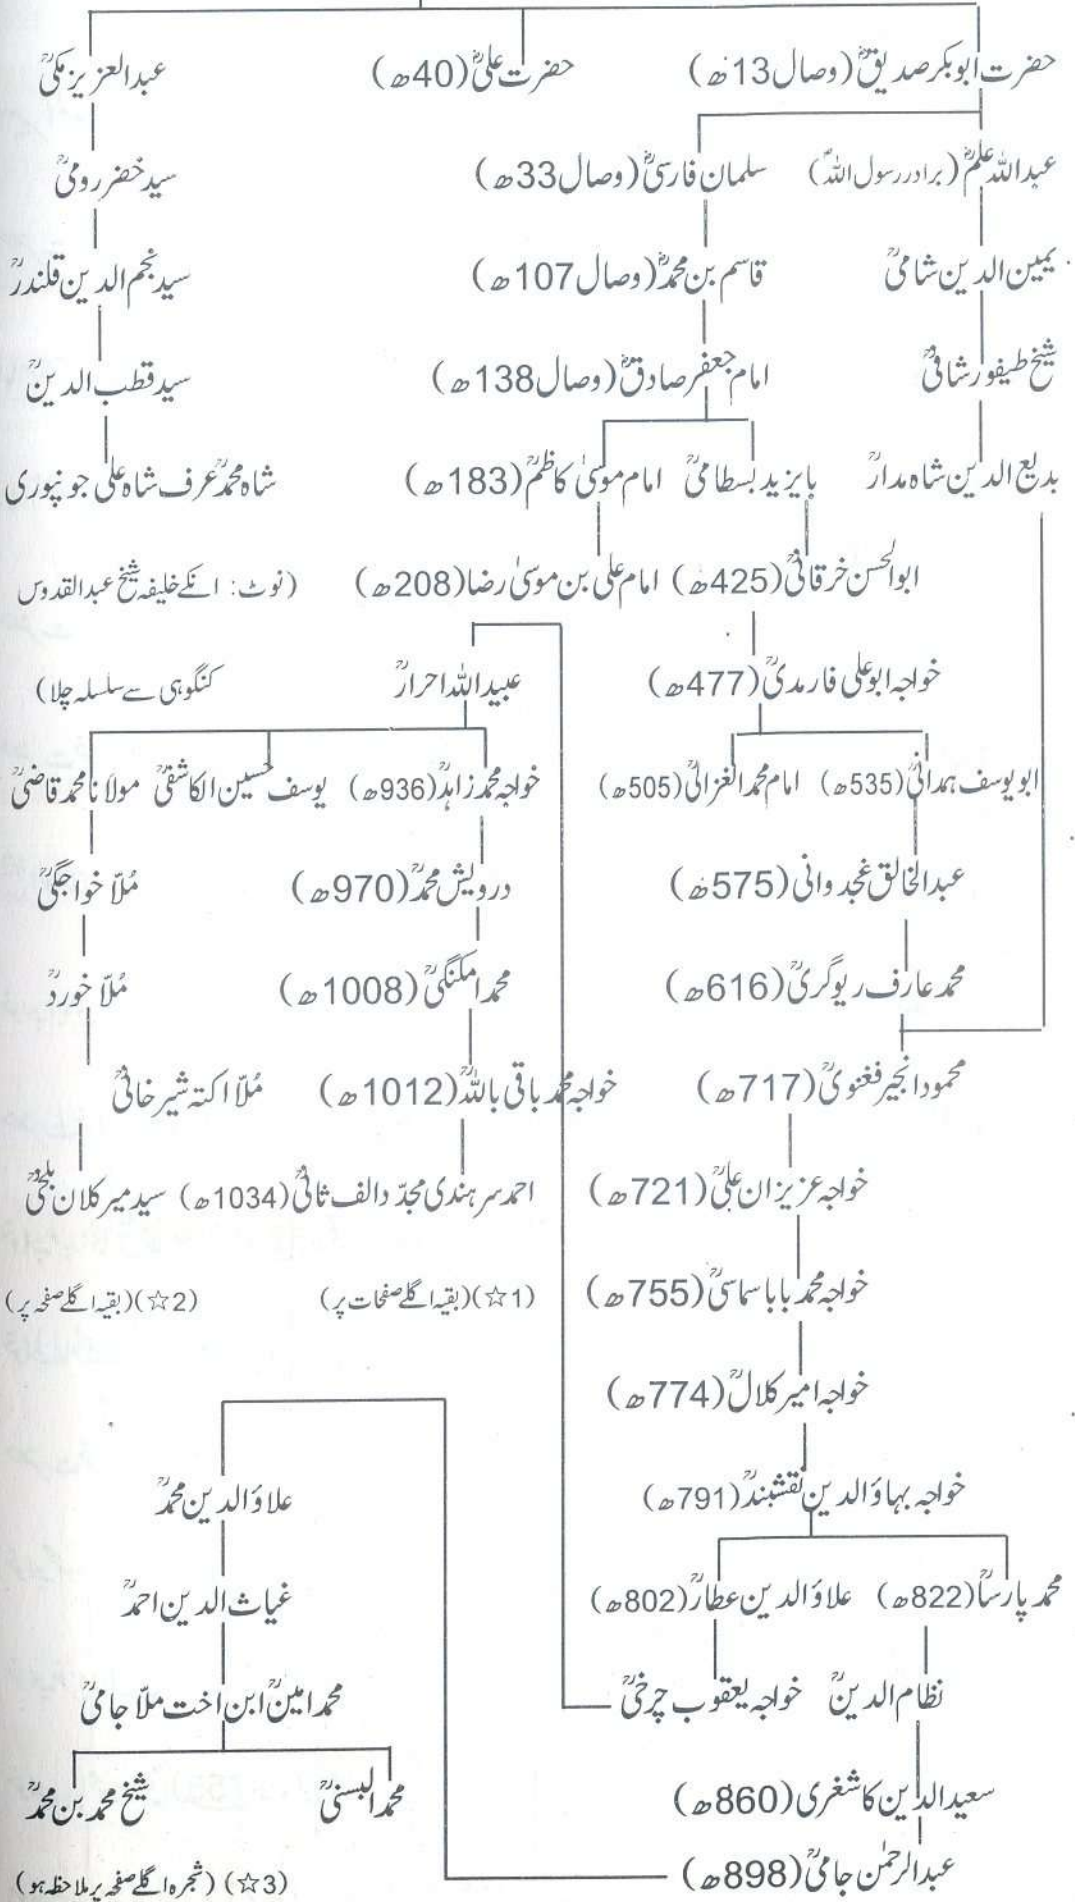 حضرت ابوبکر صدیقؓ (وصال 13ھ) حضرت علیؓ (40ھ) عبدالعزیز مکیؒ
عبداللہ علمؓ (برادر رسول اللہؐ) سلمان فارسیؓ (وصال 33ھ) سید خضر رومیؒ
یمین الدین شامیؒ قاسم بن محمدؓ (وصال 107ھ) سید نجم الدین قلندرؒ
شیخ طیفور شافیؒ امام جعفر صادقؓ (وصال 138ھ) سید قطب الدینؒ
بدیع الدین شاہ مدارؒ بایزید بسطامیؒ امام موسیٰ کاظمؒ (183ھ) شاہ محمدؒ عرف شاہ علی جونپوری
ابوالحسن خرقانیؒ (425ھ) امام علی بن موسیٰ رضا (208ھ) (نوٹ: انکے خلیفہ شیخ عبدالقدوس
خواجہ ابو علی فارمدیؒ (477ھ) عبیداللہ احرارؒ کنگوہی سے سلسلہ چلا)
ابو یوسف ہمدانیؒ (535ھ) امام محمد الغزالیؒ (505ھ) خواجہ محمد زاہدؒ (936ھ) یوسف حسین الکاشفیؒ مولانا محمد قاضیؒ
عبدالخالق غجدوانی (575ھ) درویش محمدؒ (970ھ) مُلّا خواجگیؒ
محمد عارف ریوگریؒ (616ھ) محمد امکنگیؒ (1008ھ) مُلّا خوردؒ
محمود انجیر فغنویؒ (717ھ) خواجہ محمد باقی باللہؒ (1012ھ) مُلّا اکتہ شیر خانیؒ
خواجہ عزیزان علیؒ (721ھ) احمد سرہندی مجدّد الف ثانیؒ (1034ھ) سید میر کلان بلخیؒ
خواجہ محمد بابا سماسیؒ (755ھ) (1☆)(بقیہ اگلے صفحات پر) (2☆)(بقیہ اگلے صفحہ پر)
خواجہ امیر کلالؒ (774ھ)
خواجہ بہاؤالدین نقشبندؒ (791ھ) علاؤالدین محمدؒ
محمد پارساؒ (822ھ) علاؤالدین عطارؒ (802ھ) غیاث الدین احمدؒ
نظام الدینؒ خواجہ یعقوب چرخیؒ محمد امینؒ ابن اخت ملّا جامیؒ
سعید الدین کاشغری (860ھ) محمد البسنیؒ شیخ محمد بن محمدؒ
عبدالرحمٰن جامیؒ (898ھ) (3☆) (شجرہ اگلے صفحہ پر ملاحظہ ہو)